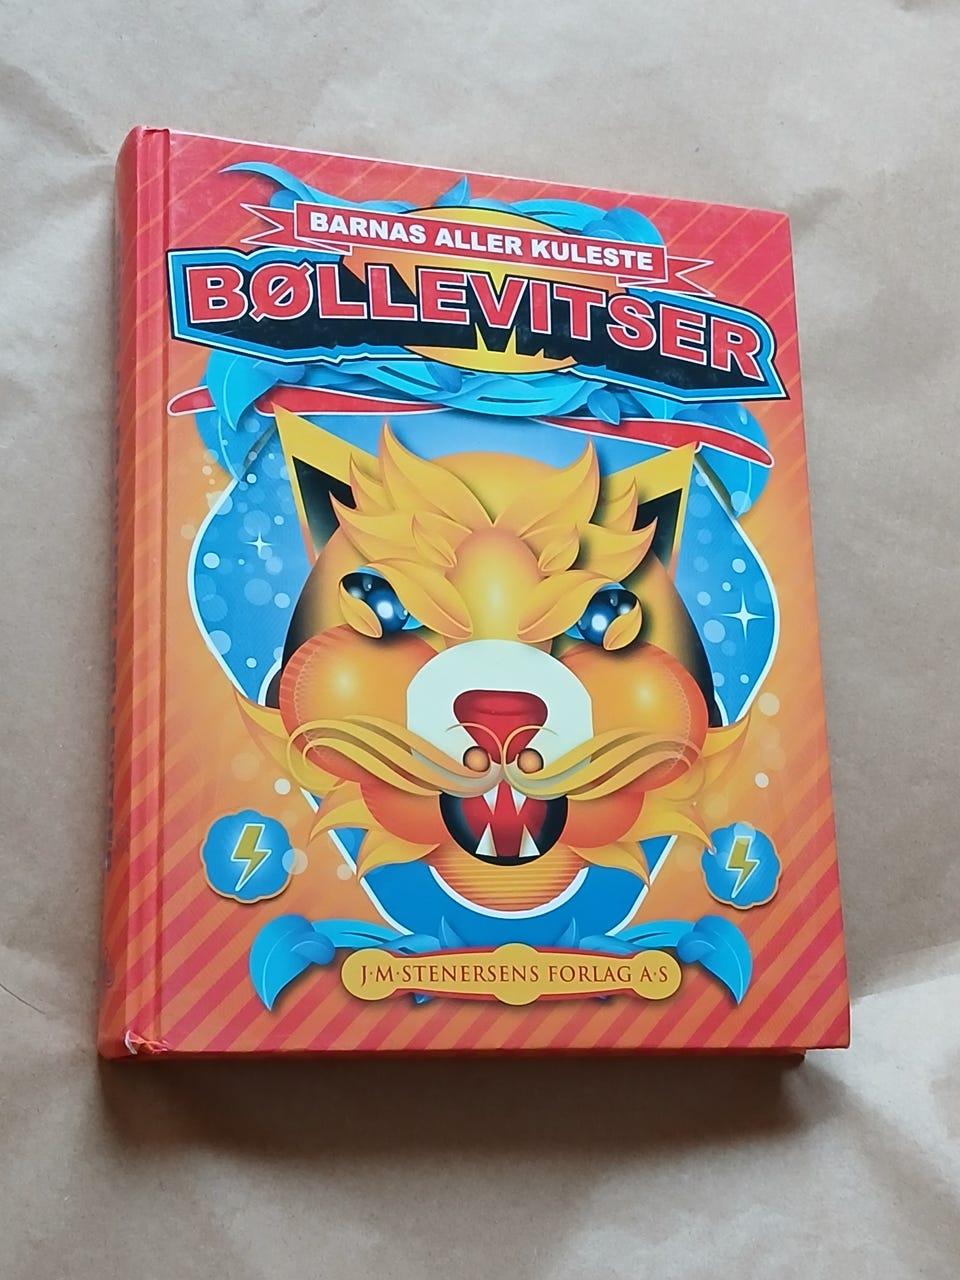 BARNAS ALLER KULESTE
BØLLEVITSER
J·M·STENERSENS FORLAG A·S